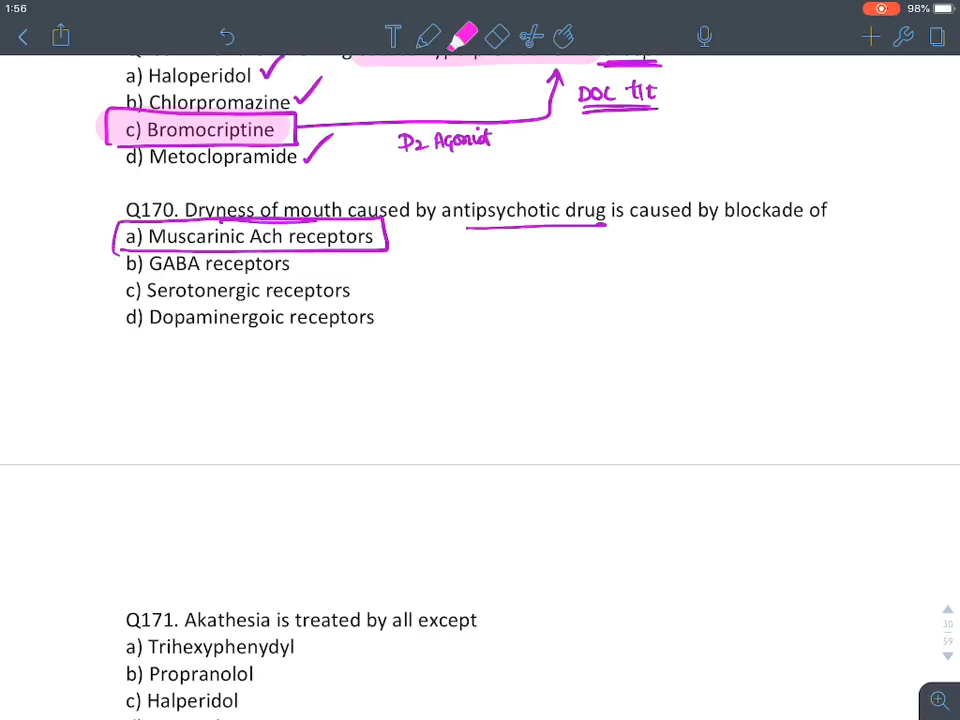 1:56
98%
a) Haloperidol
b) Chlorpromazine
DOC t/t
c) Bromocriptine
D2 Agonist
d) Metoclopramide
Q170. Dryness of mouth caused by antipsychotic drug is caused by blockade of
a) Muscarinic Ach receptors
b) GABA receptors
c) Serotonergic receptors
d) Dopaminergoic receptors
Q171. Akathesia is treated by all except
a) Trihexyphenydyl
b) Propranolol
c) Halperidol
30
59